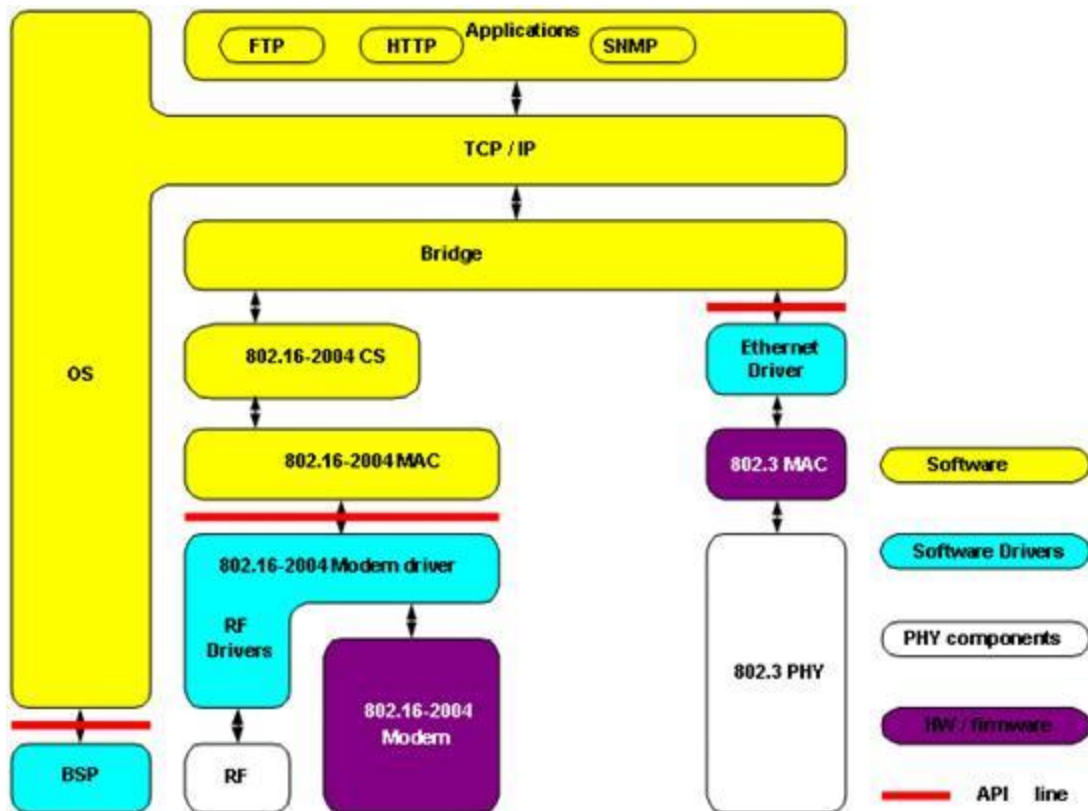 Applications
FTP HTTP SNMP
TCP / IP
Bridge
OS
802.16-2004 CS
Ethernet
Driver
802.16-2004 MAC
802.3 MAC
Software
802.16-2004 Modem driver
Software Drivers
RF
Drivers
PHY components
802.3 PHY
802.16-2004
Modem
HW / firmware
BSP
RF
API line